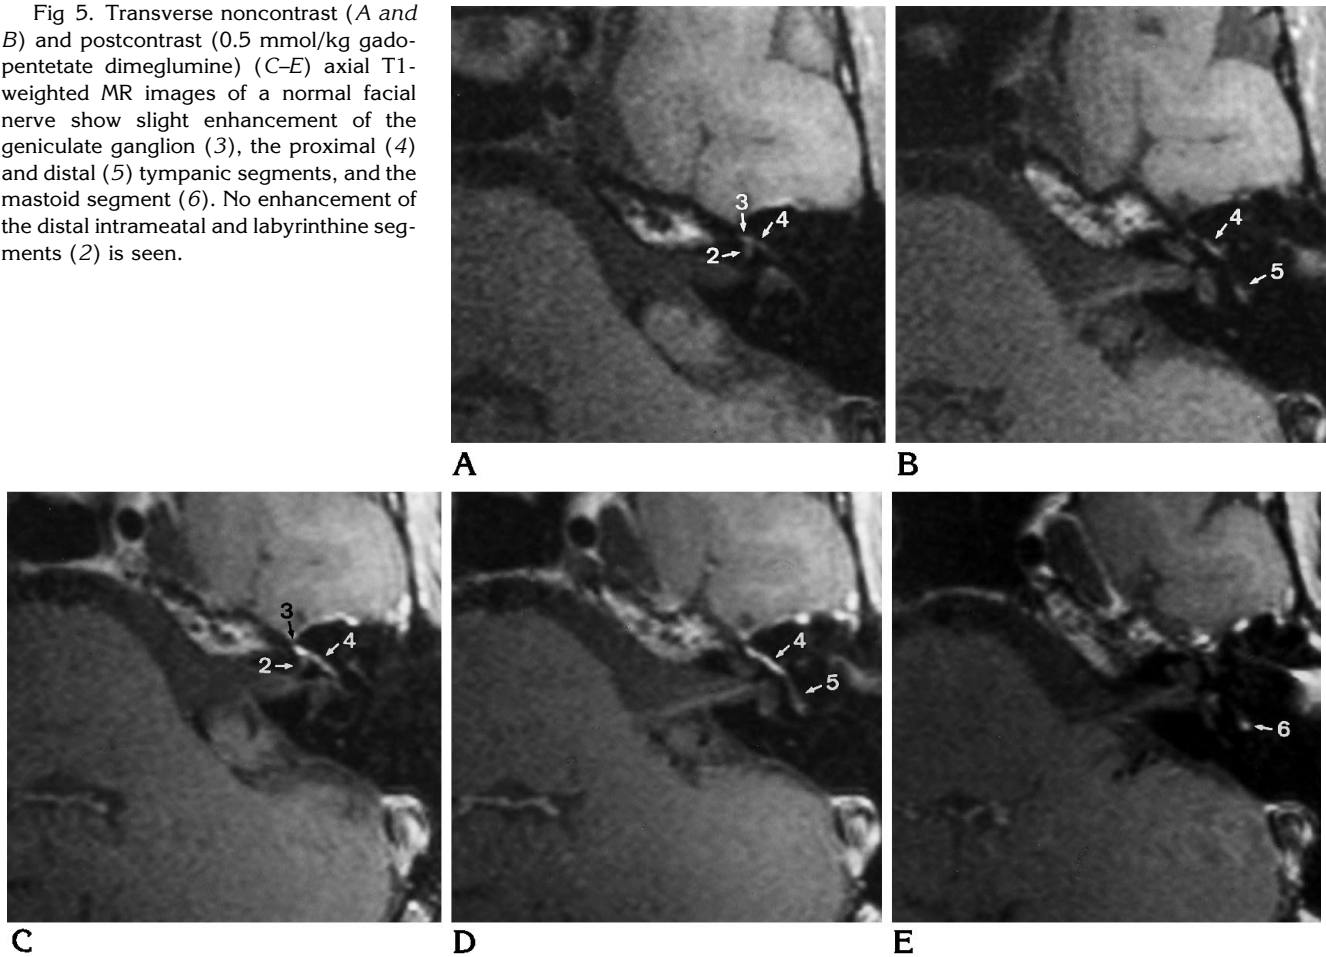 Fig 5. Transverse noncontrast (A and
B) and postcontrast (0.5 mmol/kg gado-
pentetate dimeglumine) (C–E) axial T1-
weighted MR images of a normal facial
nerve show slight enhancement of the
geniculate ganglion (3), the proximal (4)
and distal (5) tympanic segments, and the
mastoid segment (6). No enhancement of
the distal intrameatal and labyrinthine seg-
ments (2) is seen.
3
4
2
A
4
5
B
3
4
2
C
4
5
D
6
E